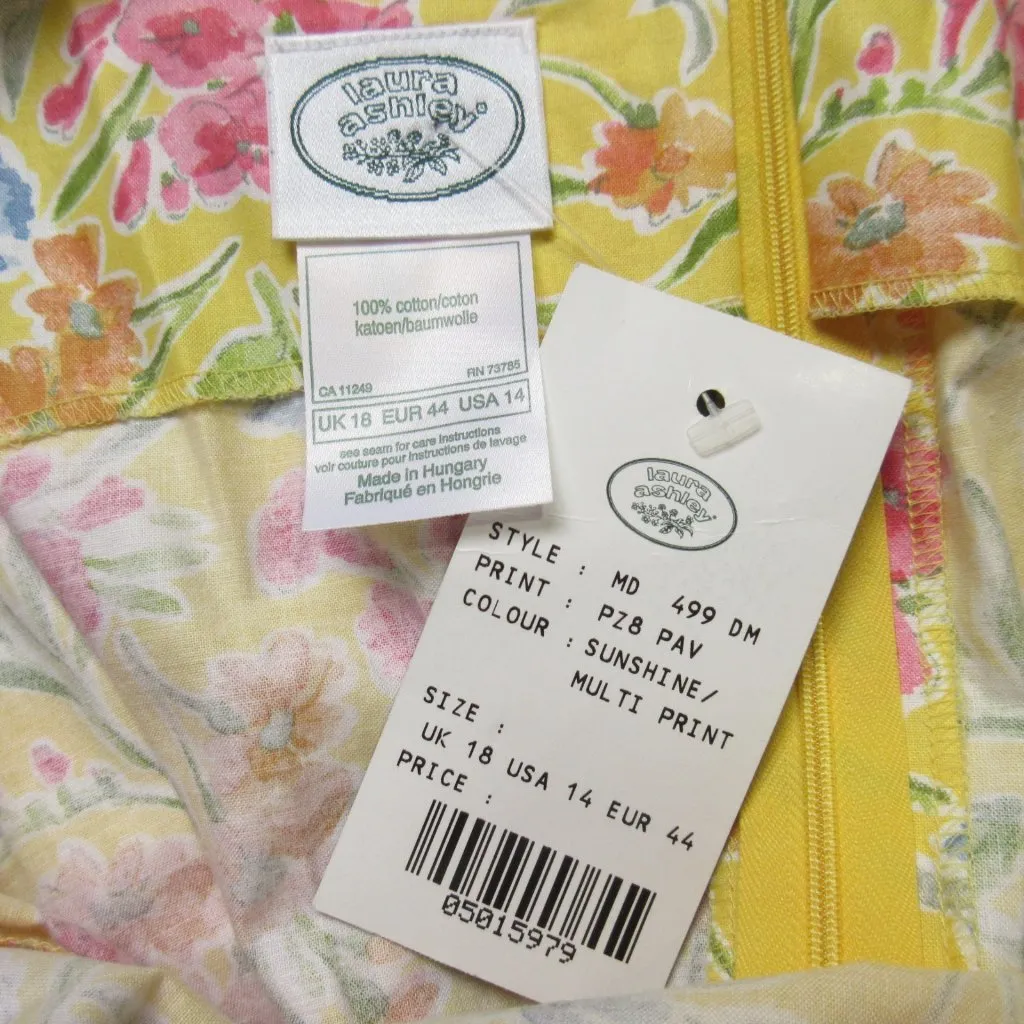 laura
ashley®
100% cotton/coton
katoen/baumwolle
CA 11249 RN 73785
UK 18 EUR 44 USA 14
see seam for care instructions
voir couture pour instructions de lavage
Made in Hungary
Fabriqué en Hongrie
laura
ashley®
STYLE : MD 499 DM
PRINT : PZ8 PAV
COLOUR : SUNSHINE/
MULTI PRINT
SIZE :
UK 18 USA 14 EUR 44
PRICE :
05015979